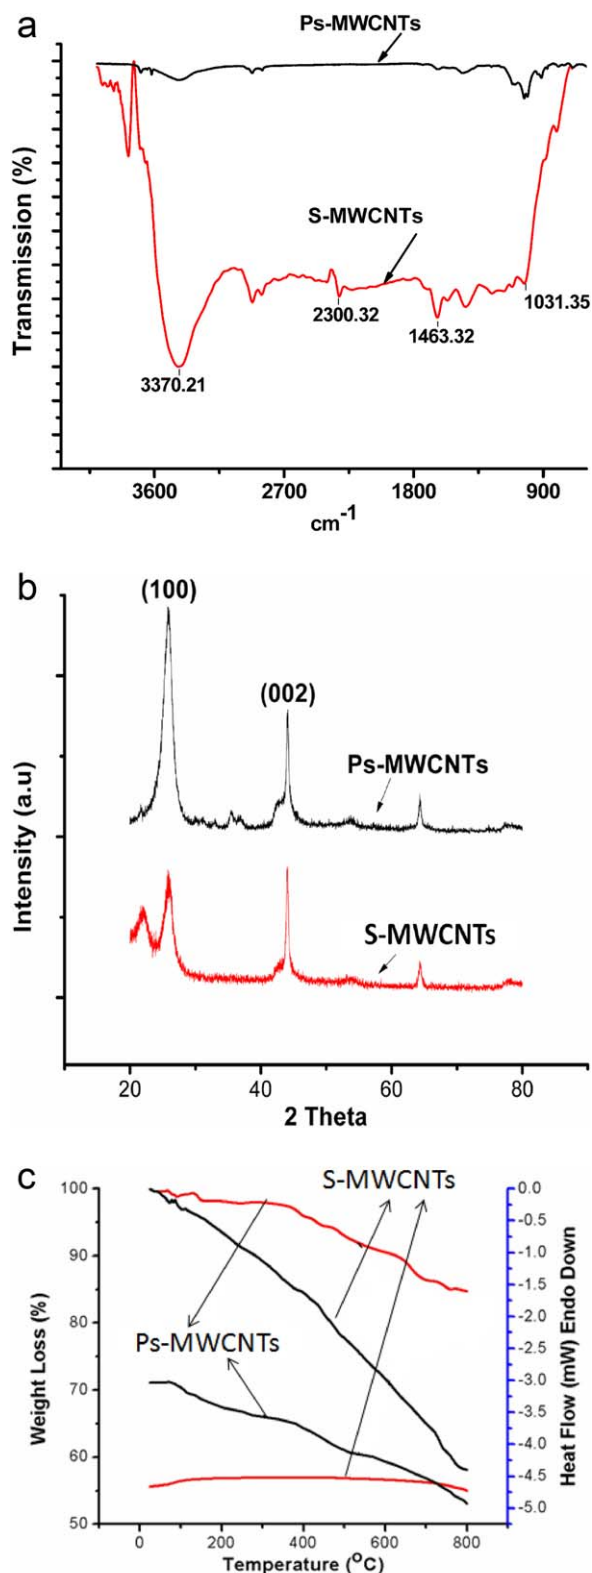 a
Ps-MWCNTs
Transmission (%)
S-MWCNTs
2300.32
1031.35
1463.32
3370.21
3600 2700 1800 900
cm-1
b
(100)
(002)
Ps-MWCNTs
Intensity (a.u)
S-MWCNTs
20 40 60 80
2 Theta
c
S-MWCNTs
100
90
80
70
60
50
Weight Loss (%)
Ps-MWCNTs
0.0
-0.5
-1.0
-1.5
-2.0
-2.5
-3.0
-3.5
-4.0
-4.5
-5.0
Heat Flow (mW) Endo Down
0 200 400 600 800
Temperature (OC)